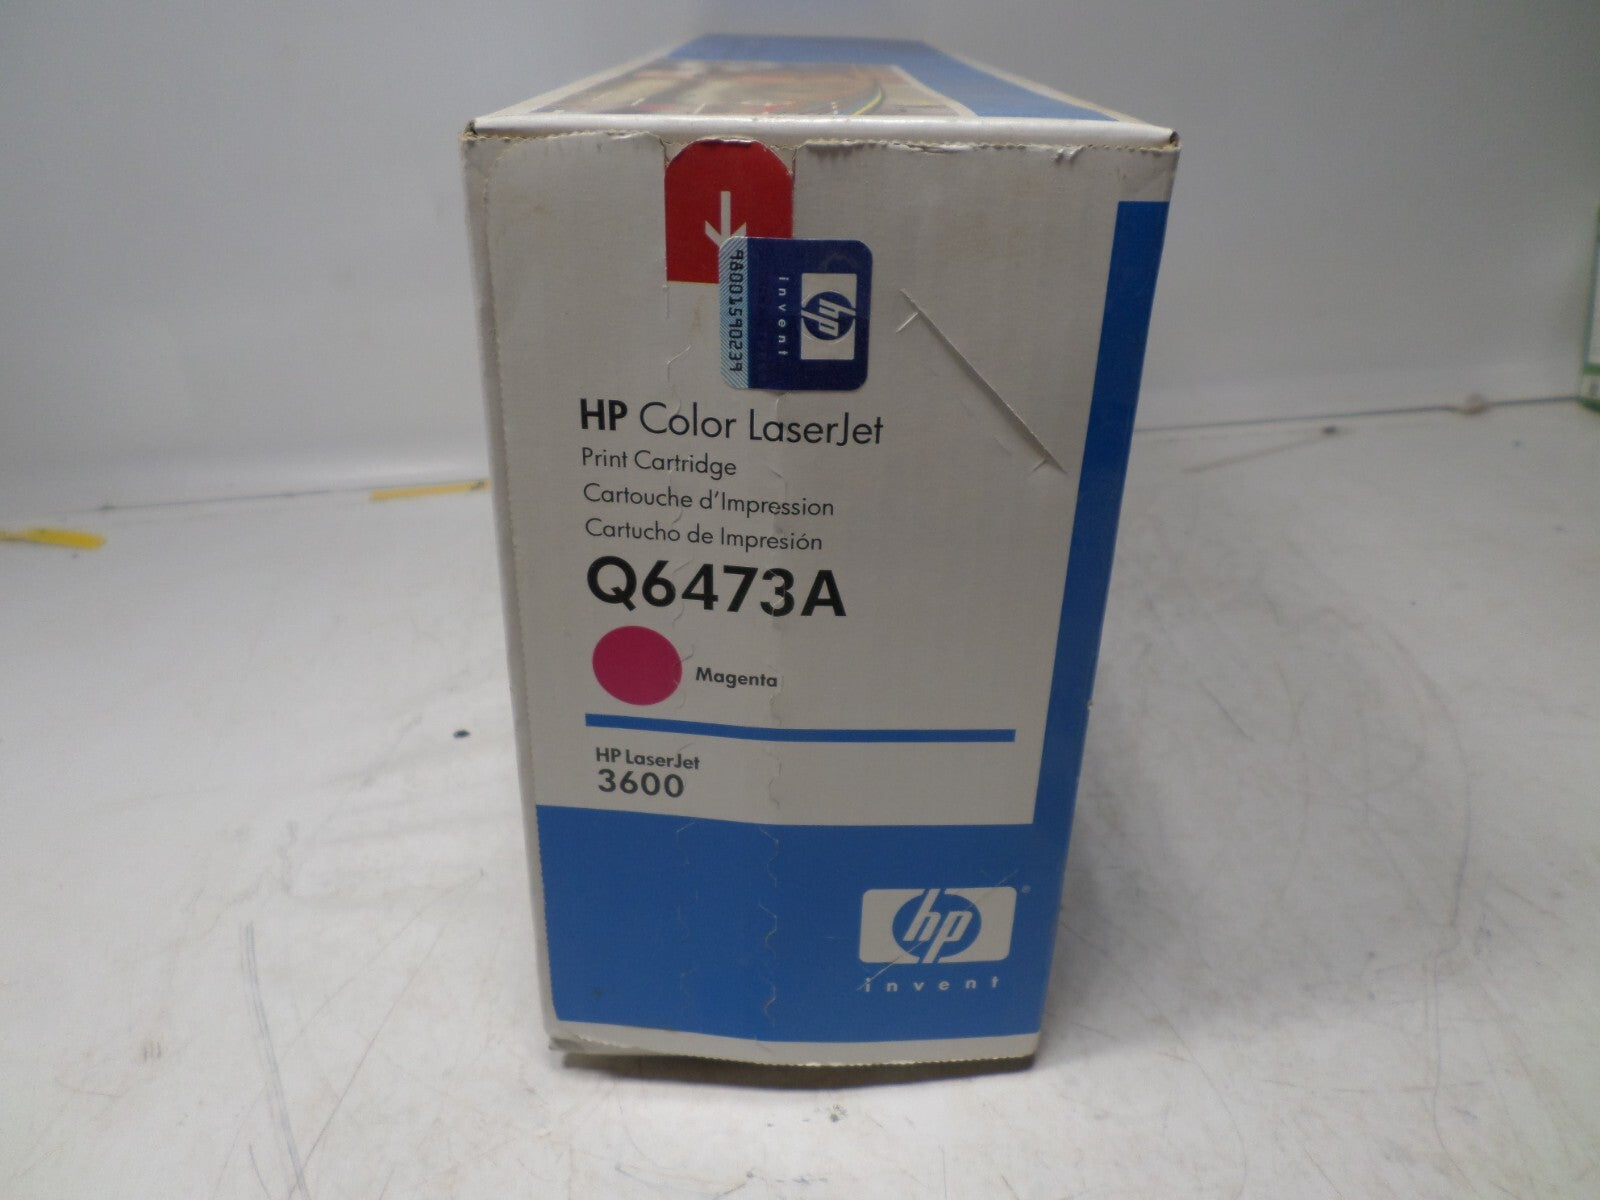 98001590239
hp
invent
HP Color LaserJet
Print Cartridge
Cartouche d'Impression
Cartucho de Impresión
Q6473A
Magenta
HP LaserJet
3600
hp
®
invent